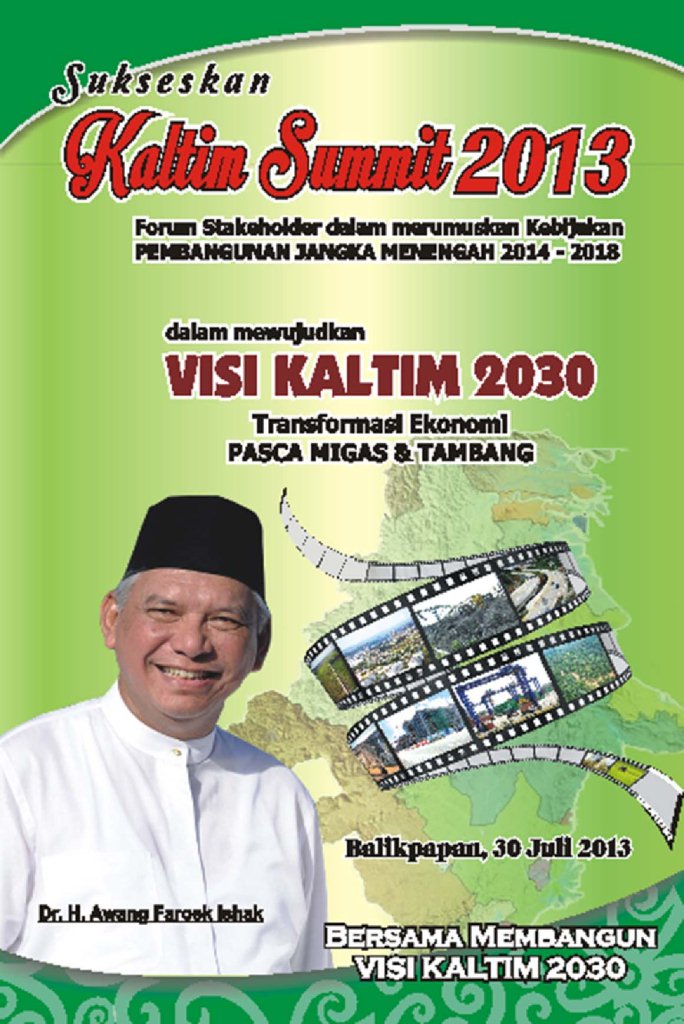 Sukseskan
Kaltim Summit 2013
Forum Stakeholder dalam merumuskan Kebijakan
PEMBANGUNAN JANGKA MENENGAH 2014 - 2018
dalam mewujudkan
VISI KALTIM 2030
Transformasi Ekonomi
PASCA MIGAS & TAMBANG
Balikpapan, 30 Juli 2013
Dr. H. Awang Faroek Ishak
BERSAMA MEMBANGUN
VISI KALTIM 2030